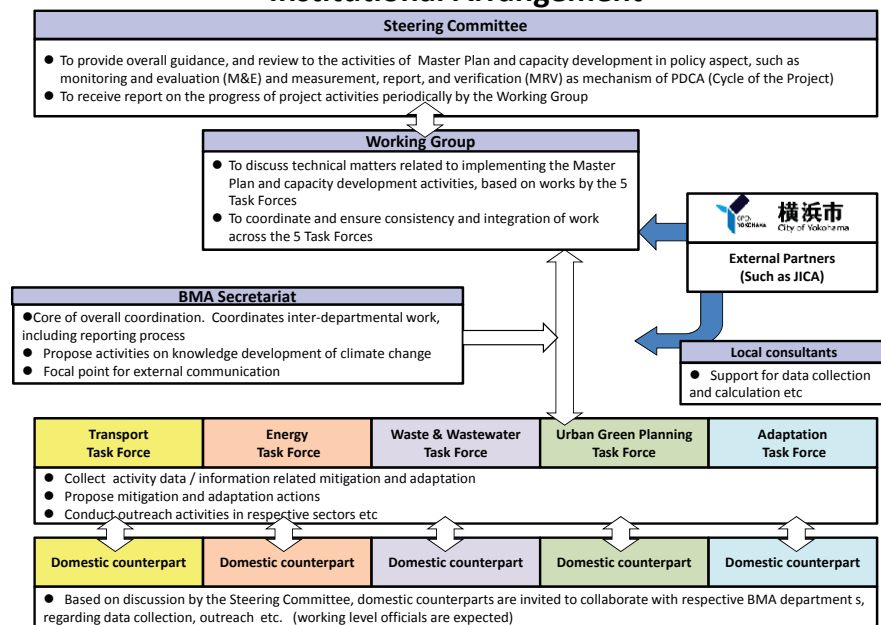 Institutional Arrangement
Steering Committee
● To provide overall guidance, and review to the activities of Master Plan and capacity development in policy aspect, such as
monitoring and evaluation (M&E) and measurement, report, and verification (MRV) as mechanism of PDCA (Cycle of the Project)
● To receive report on the progress of project activities periodically by the Working Group
Working Group
● To discuss technical matters related to implementing the Master
Plan and capacity development activities, based on works by the 5
Task Forces
● To coordinate and ensure consistency and integration of work
across the 5 Task Forces
OPEN
YOKOHAMA
横浜市
City of Yokohama
External Partners
(Such as JICA)
BMA Secretariat
●Core of overall coordination. Coordinates inter-departmental work,
including reporting process
● Propose activities on knowledge development of climate change
● Focal point for external communication
Local consultants
● Support for data collection
and calculation etc
Transport
Task Force
Energy
Task Force
Waste & Wastewater
Task Force
Urban Green Planning
Task Force
Adaptation
Task Force
● Collect activity data / information related mitigation and adaptation
● Propose mitigation and adaptation actions
● Conduct outreach activities in respective sectors etc
Domestic counterpart
Domestic counterpart
Domestic counterpart
Domestic counterpart
Domestic counterpart
● Based on discussion by the Steering Committee, domestic counterparts are invited to collaborate with respective BMA department s,
regarding data collection, outreach etc. (working level officials are expected)